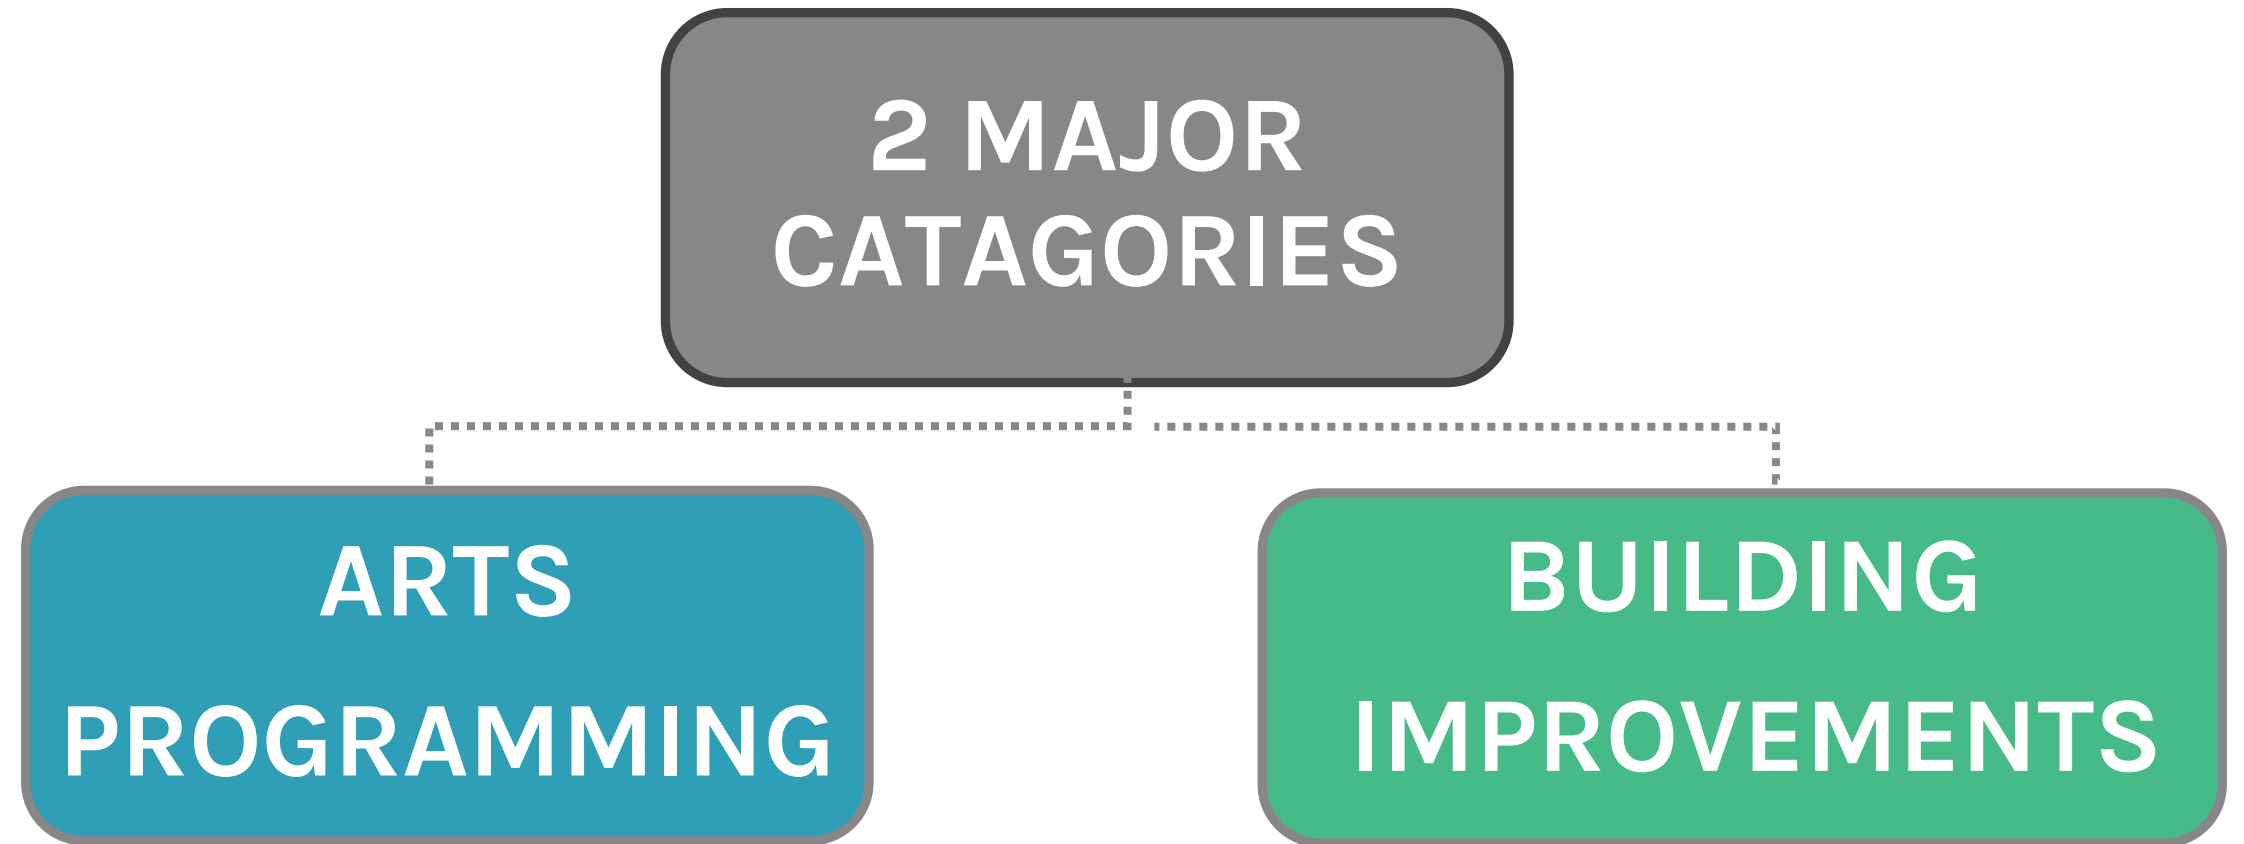 2 MAJOR
CATAGORIES
ARTS
PROGRAMMING
BUILDING
IMPROVEMENTS